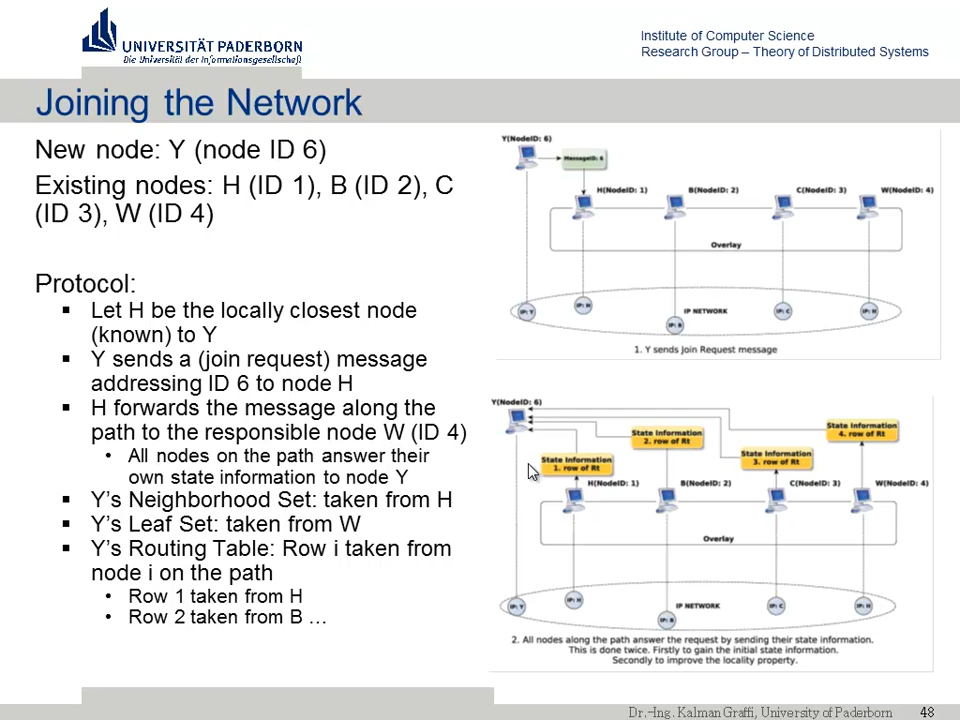 UNIVERSITÄT PADERBORN
Die Universität der Informationsgesellschaft
Institute of Computer Science
Research Group – Theory of Distributed Systems
Joining the Network
New node: Y (node ID 6)
Existing nodes: H (ID 1), B (ID 2), C
(ID 3), W (ID 4)
Protocol:
▪ Let H be the locally closest node
(known) to Y
▪ Y sends a (join request) message
addressing ID 6 to node H
▪ H forwards the message along the
path to the responsible node W (ID 4)
• All nodes on the path answer their
own state information to node Y
▪ Y's Neighborhood Set: taken from H
▪ Y's Leaf Set: taken from W
▪ Y's Routing Table: Row i taken from
node i on the path
• Row 1 taken from H
• Row 2 taken from B …
Y(NodeID: 6)
MessageID: 6
H(NodeID: 1)
B(NodeID: 2)
C(NodeID: 3)
W(NodeID: 4)
Overlay
IP: Y
IP: H
IP: B
IP NETWORK
IP: C
IP: H
1. Y sends Join Request message
Y(NodeID: 6)
State Information
1. row of Rt
State Information
2. row of Rt
State Information
3. row of Rt
State Information
4. row of Rt
H(NodeID: 1)
B(NodeID: 2)
C(NodeID: 3)
W(NodeID: 4)
Overlay
IP: Y
IP: H
IP: B
IP NETWORK
IP: C
IP: H
2. All nodes along the path answer the request by sending their state information.
This is done twice. Firstly to gain the initial state information.
Secondly to improve the locality property.
Dr.-Ing. Kalman Graffi, University of Paderborn
48